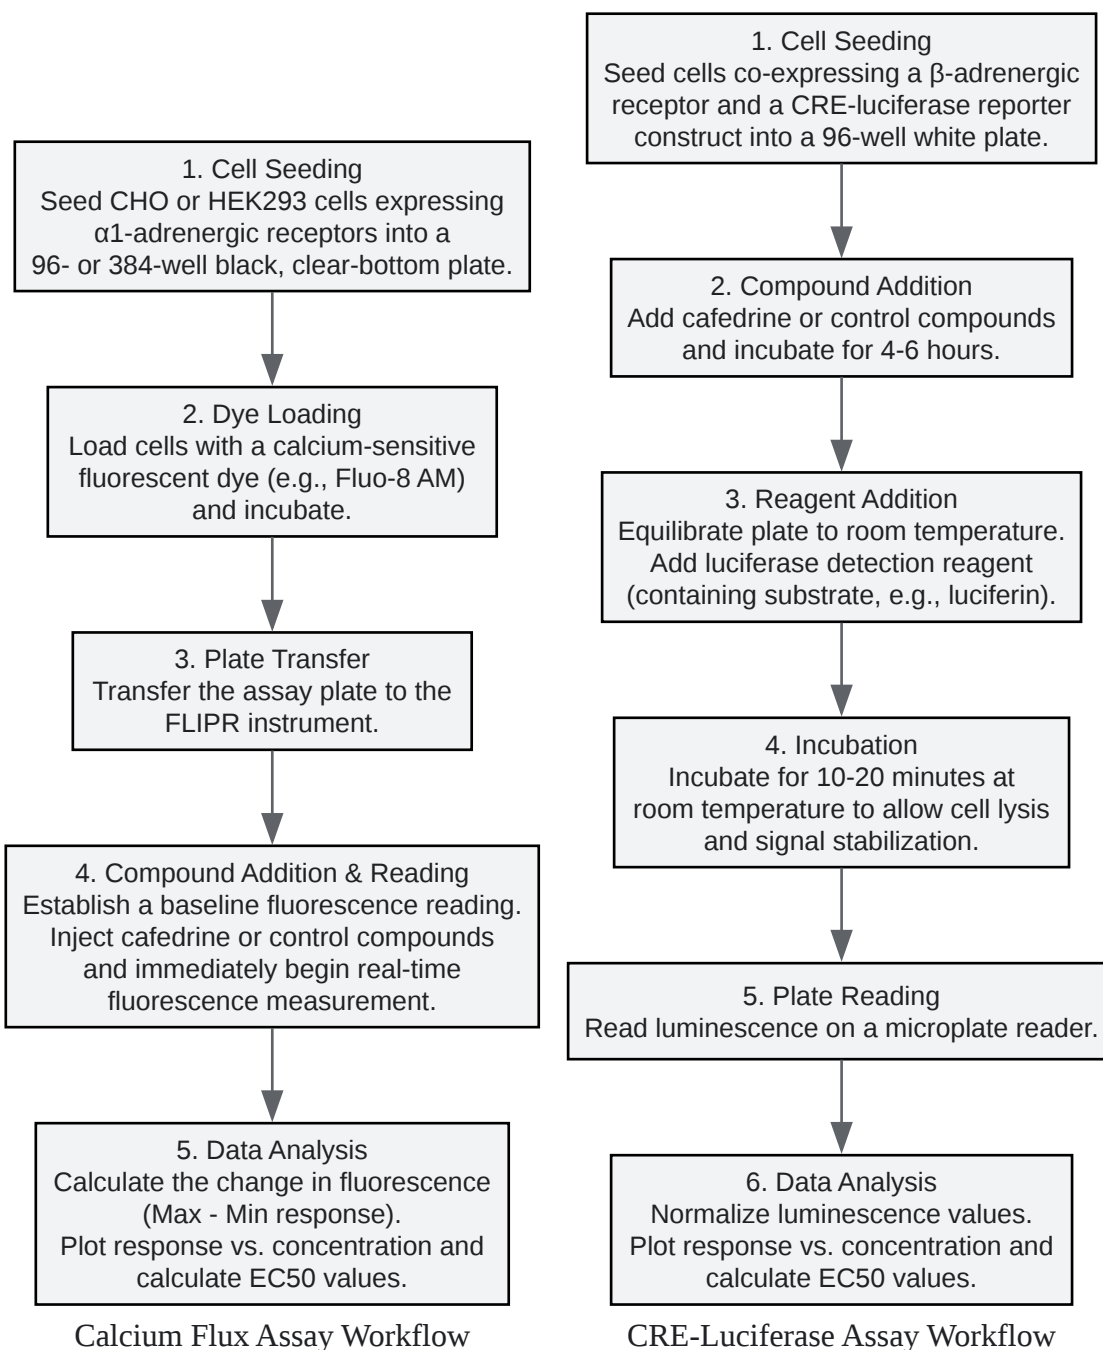 1. Cell Seeding
Seed CHO or HEK293 cells expressing
α1-adrenergic receptors into a
96- or 384-well black, clear-bottom plate.
2. Dye Loading
Load cells with a calcium-sensitive
fluorescent dye (e.g., Fluo-8 AM)
and incubate.
3. Plate Transfer
Transfer the assay plate to the
FLIPR instrument.
4. Compound Addition & Reading
Establish a baseline fluorescence reading.
Inject cafedrine or control compounds
and immediately begin real-time
fluorescence measurement.
5. Data Analysis
Calculate the change in fluorescence
(Max - Min response).
Plot response vs. concentration and
calculate EC50 values.
Calcium Flux Assay Workflow
1. Cell Seeding
Seed cells co-expressing a β-adrenergic
receptor and a CRE-luciferase reporter
construct into a 96-well white plate.
2. Compound Addition
Add cafedrine or control compounds
and incubate for 4-6 hours.
3. Reagent Addition
Equilibrate plate to room temperature.
Add luciferase detection reagent
(containing substrate, e.g., luciferin).
4. Incubation
Incubate for 10-20 minutes at
room temperature to allow cell lysis
and signal stabilization.
5. Plate Reading
Read luminescence on a microplate reader.
6. Data Analysis
Normalize luminescence values.
Plot response vs. concentration and
calculate EC50 values.
CRE-Luciferase Assay Workflow